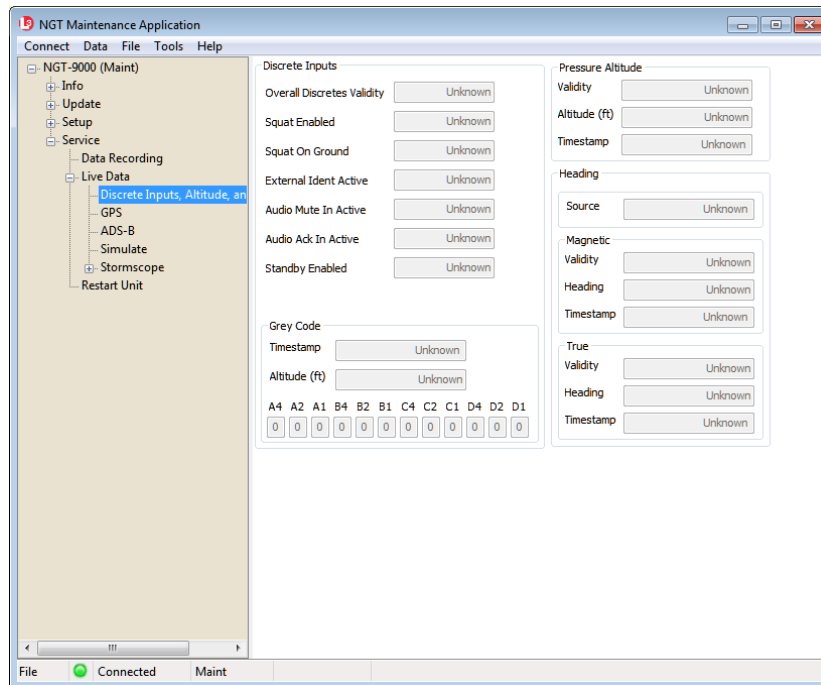 NGT Maintenance Application
Connect Data File Tools Help
NGT-9000 (Maint)
Info
Update
Setup
Service
Data Recording
Live Data
Discrete Inputs, Altitude, an
GPS
ADS-B
Simulate
Stormscope
Restart Unit
Discrete Inputs
Overall Discretes Validity Unknown
Squat Enabled Unknown
Squat On Ground Unknown
External Ident Active Unknown
Audio Mute In Active Unknown
Audio Ack In Active Unknown
Standby Enabled Unknown
Grey Code
Timestamp Unknown
Altitude (ft) Unknown
A4 A2 A1 B4 B2 B1 C4 C2 C1 D4 D2 D1
0 0 0 0 0 0 0 0 0 0 0 0
Pressure Altitude
Validity Unknown
Altitude (ft) Unknown
Timestamp Unknown
Heading
Source Unknown
Magnetic
Validity Unknown
Heading Unknown
Timestamp Unknown
True
Validity Unknown
Heading Unknown
Timestamp Unknown
File Connected Maint